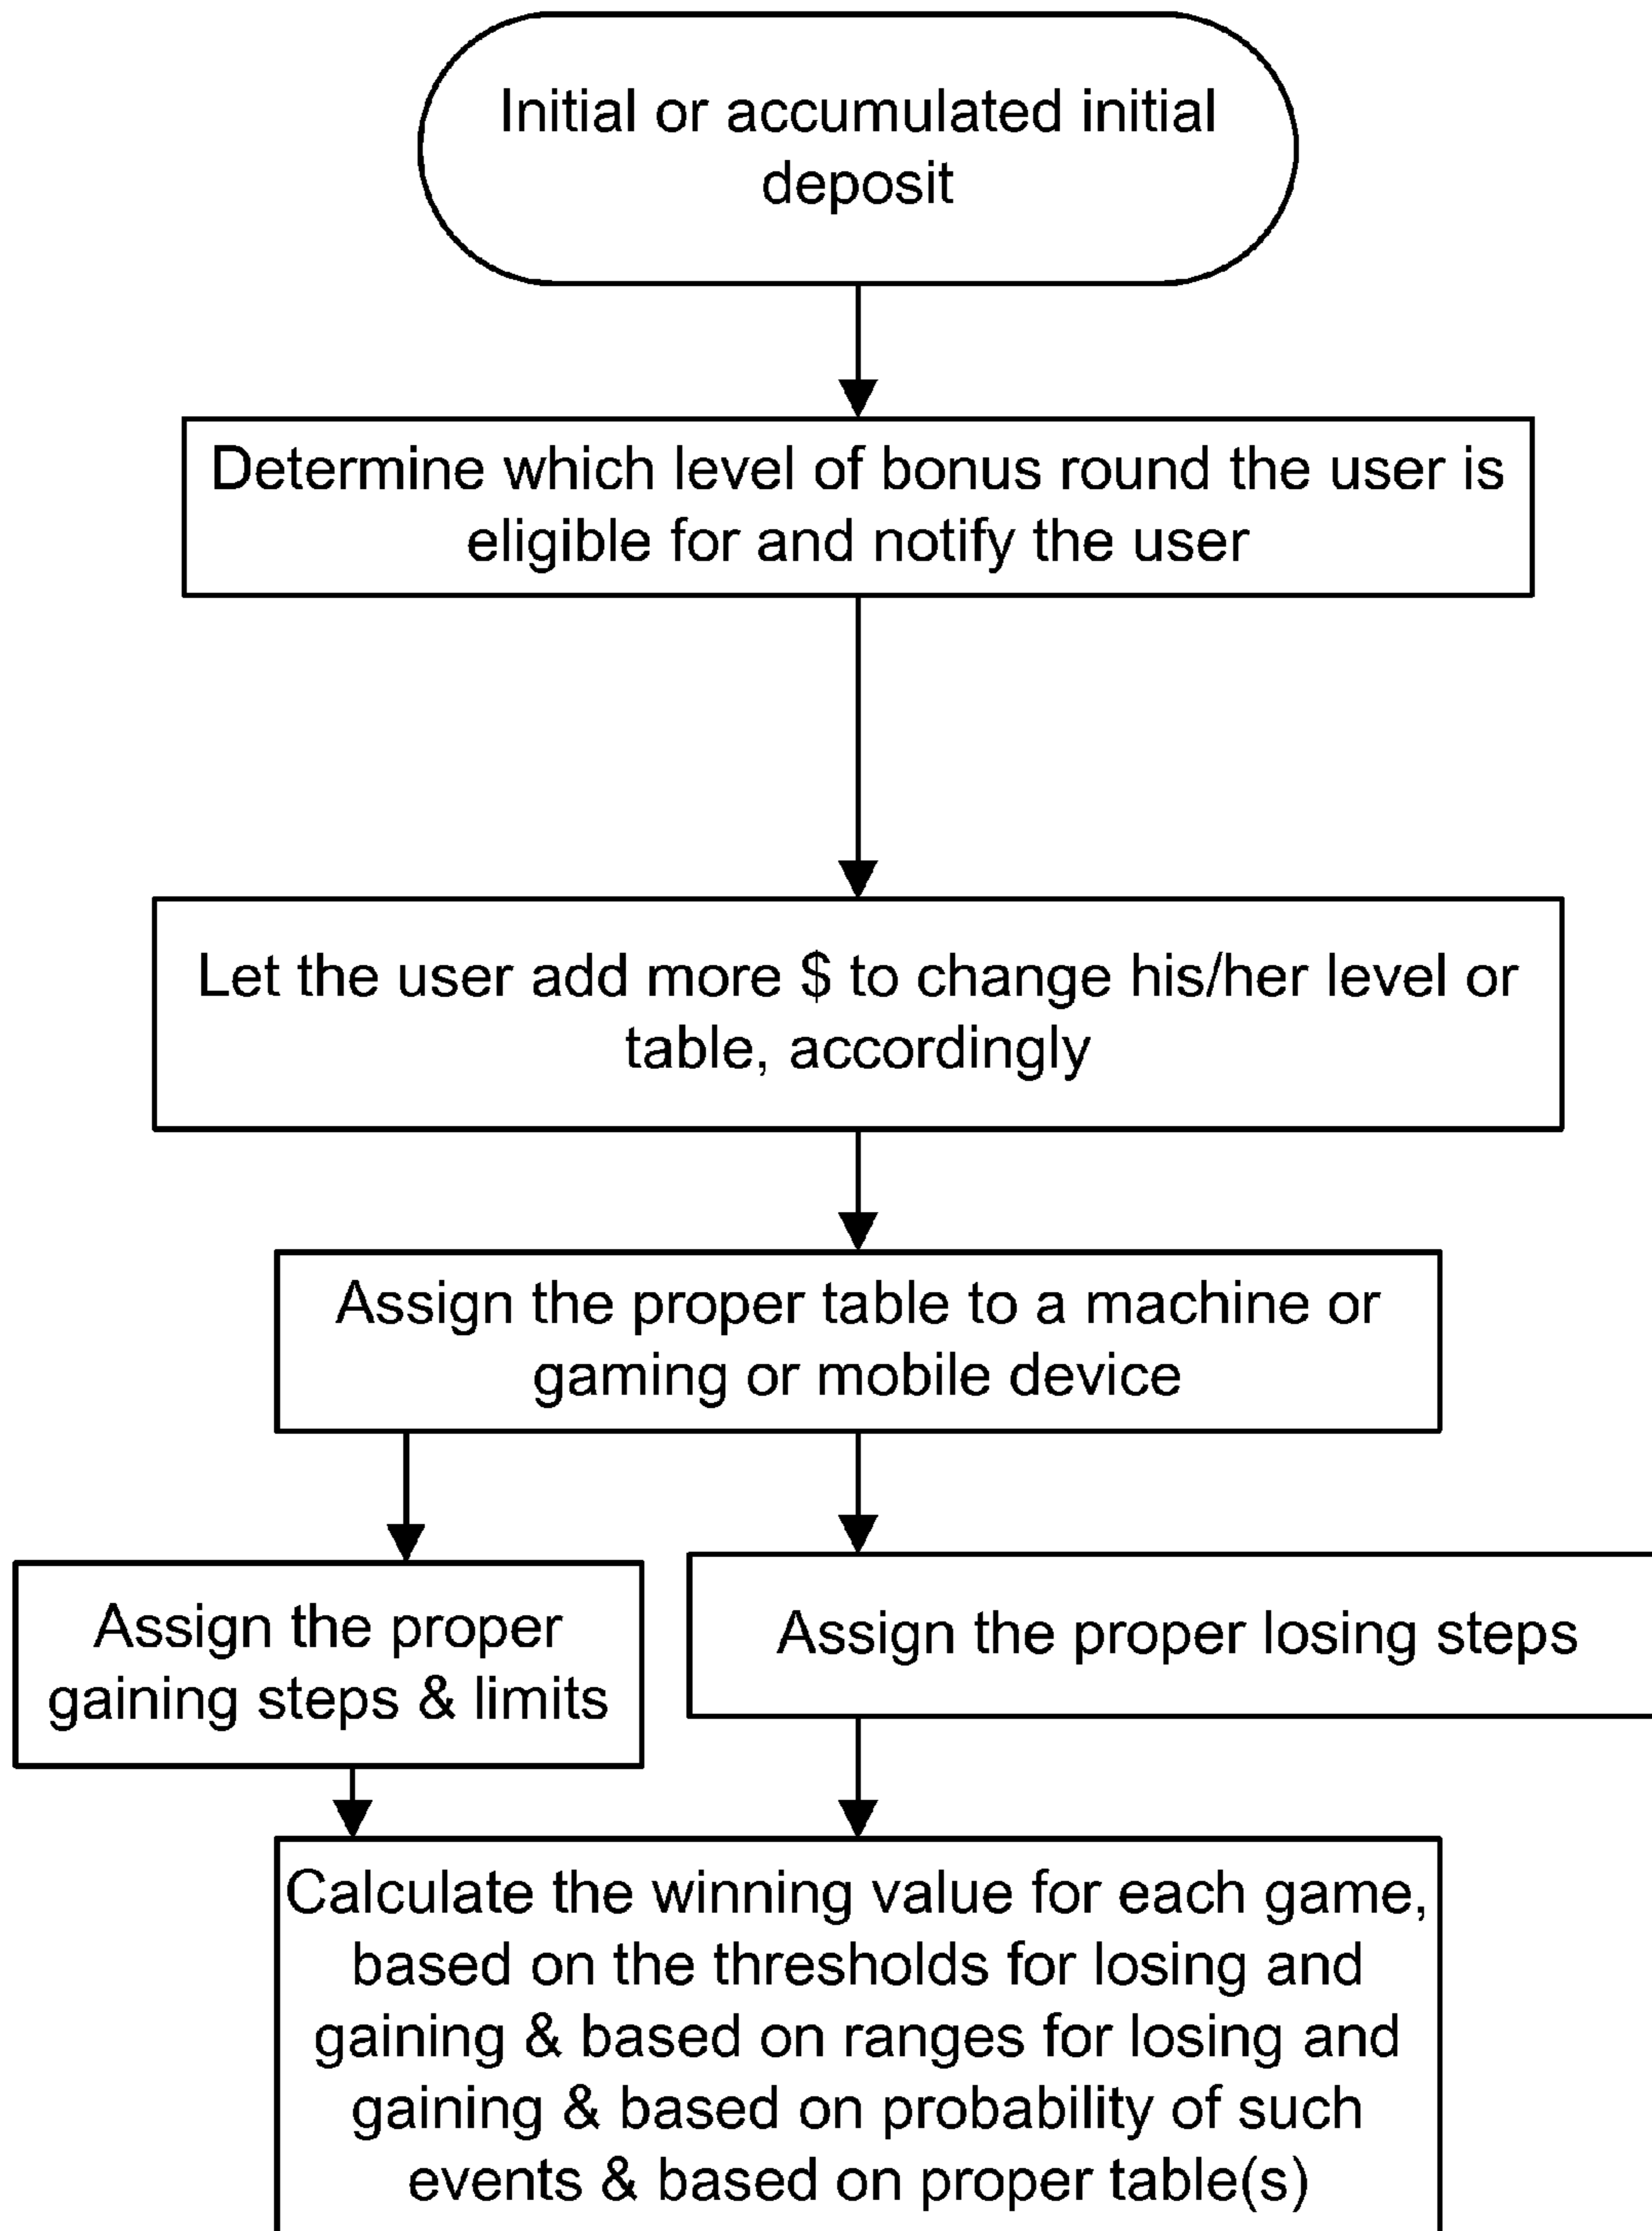 Initial or accumulated initial
deposit
Determine which level of bonus round the user is
eligible for and notify the user
Let the user add more $ to change his/her level or
table, accordingly
Assign the proper table to a machine or
gaming or mobile device
Assign the proper
gaining steps & limits
Assign the proper losing steps
Calculate the winning value for each game,
based on the thresholds for losing and
gaining & based on ranges for losing and
gaining & based on probability of such
events & based on proper table(s)